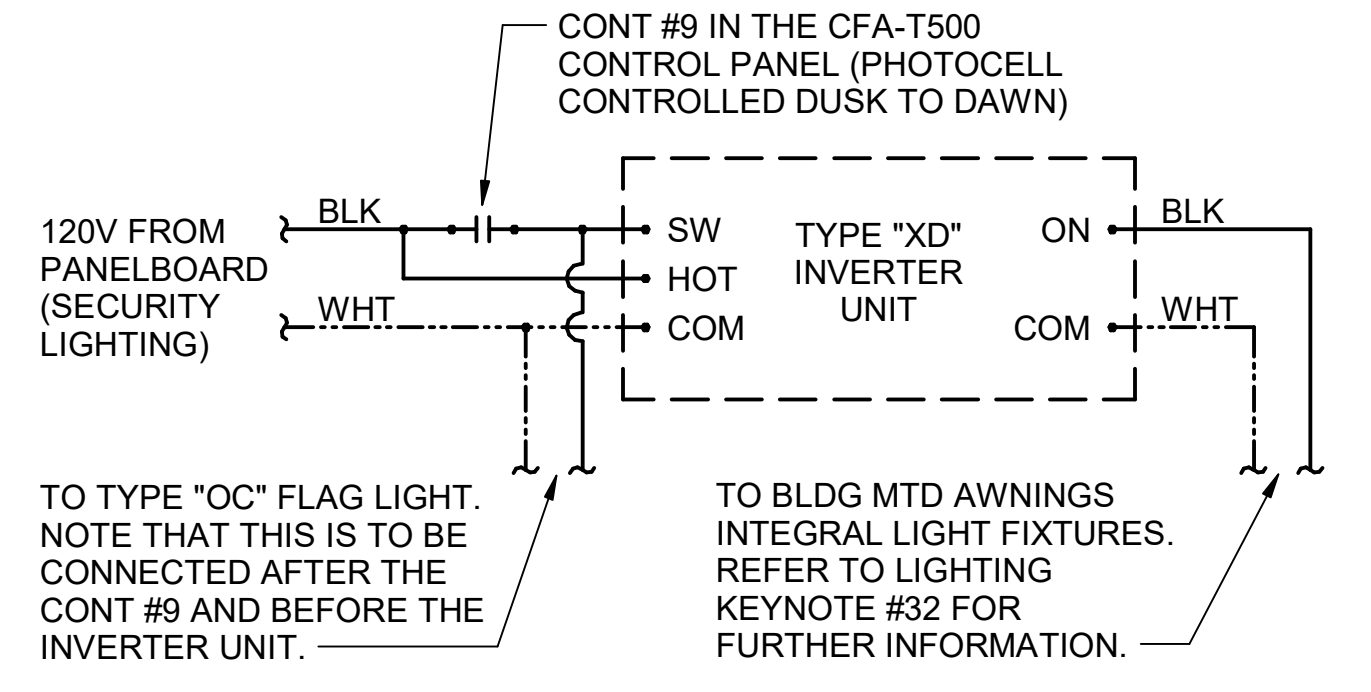 CONT #9 IN THE CFA-T500
CONTROL PANEL (PHOTOCELL
CONTROLLED DUSK TO DAWN)
120V FROM
PANELBOARD
(SECURITY
LIGHTING)
BLK
WHT
SW
HOT
COM
TYPE "XD"
INVERTER
UNIT
ON
COM
BLK
WHT
TO TYPE "OC" FLAG LIGHT.
NOTE THAT THIS IS TO BE
CONNECTED AFTER THE
CONT #9 AND BEFORE THE
INVERTER UNIT.
TO BLDG MTD AWNINGS
INTEGRAL LIGHT FIXTURES.
REFER TO LIGHTING
KEYNOTE #32 FOR
FURTHER INFORMATION.